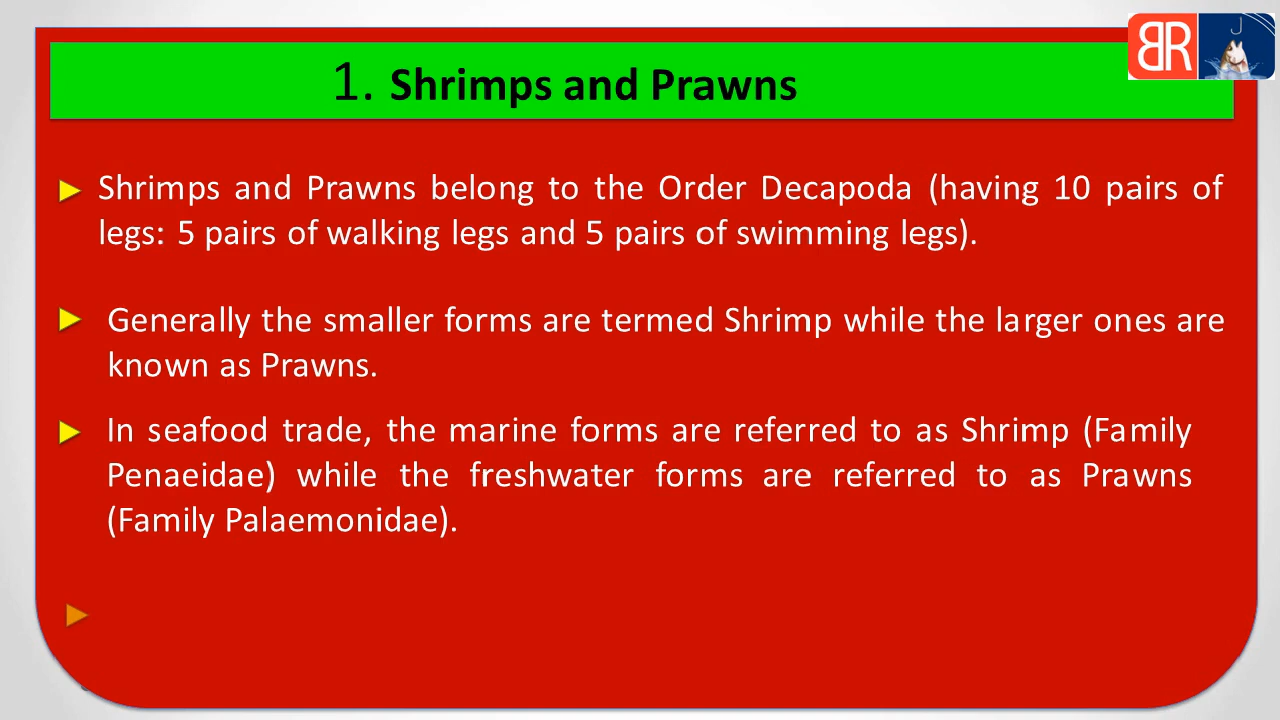 BR
1. Shrimps and Prawns
Shrimps and Prawns belong to the Order Decapoda (having 10 pairs of
legs: 5 pairs of walking legs and 5 pairs of swimming legs).
Generally the smaller forms are termed Shrimp while the larger ones are
known as Prawns.
In seafood trade, the marine forms are referred to as Shrimp (Family
Penaeidae) while the freshwater forms are referred to as Prawns
(Family Palaemonidae).